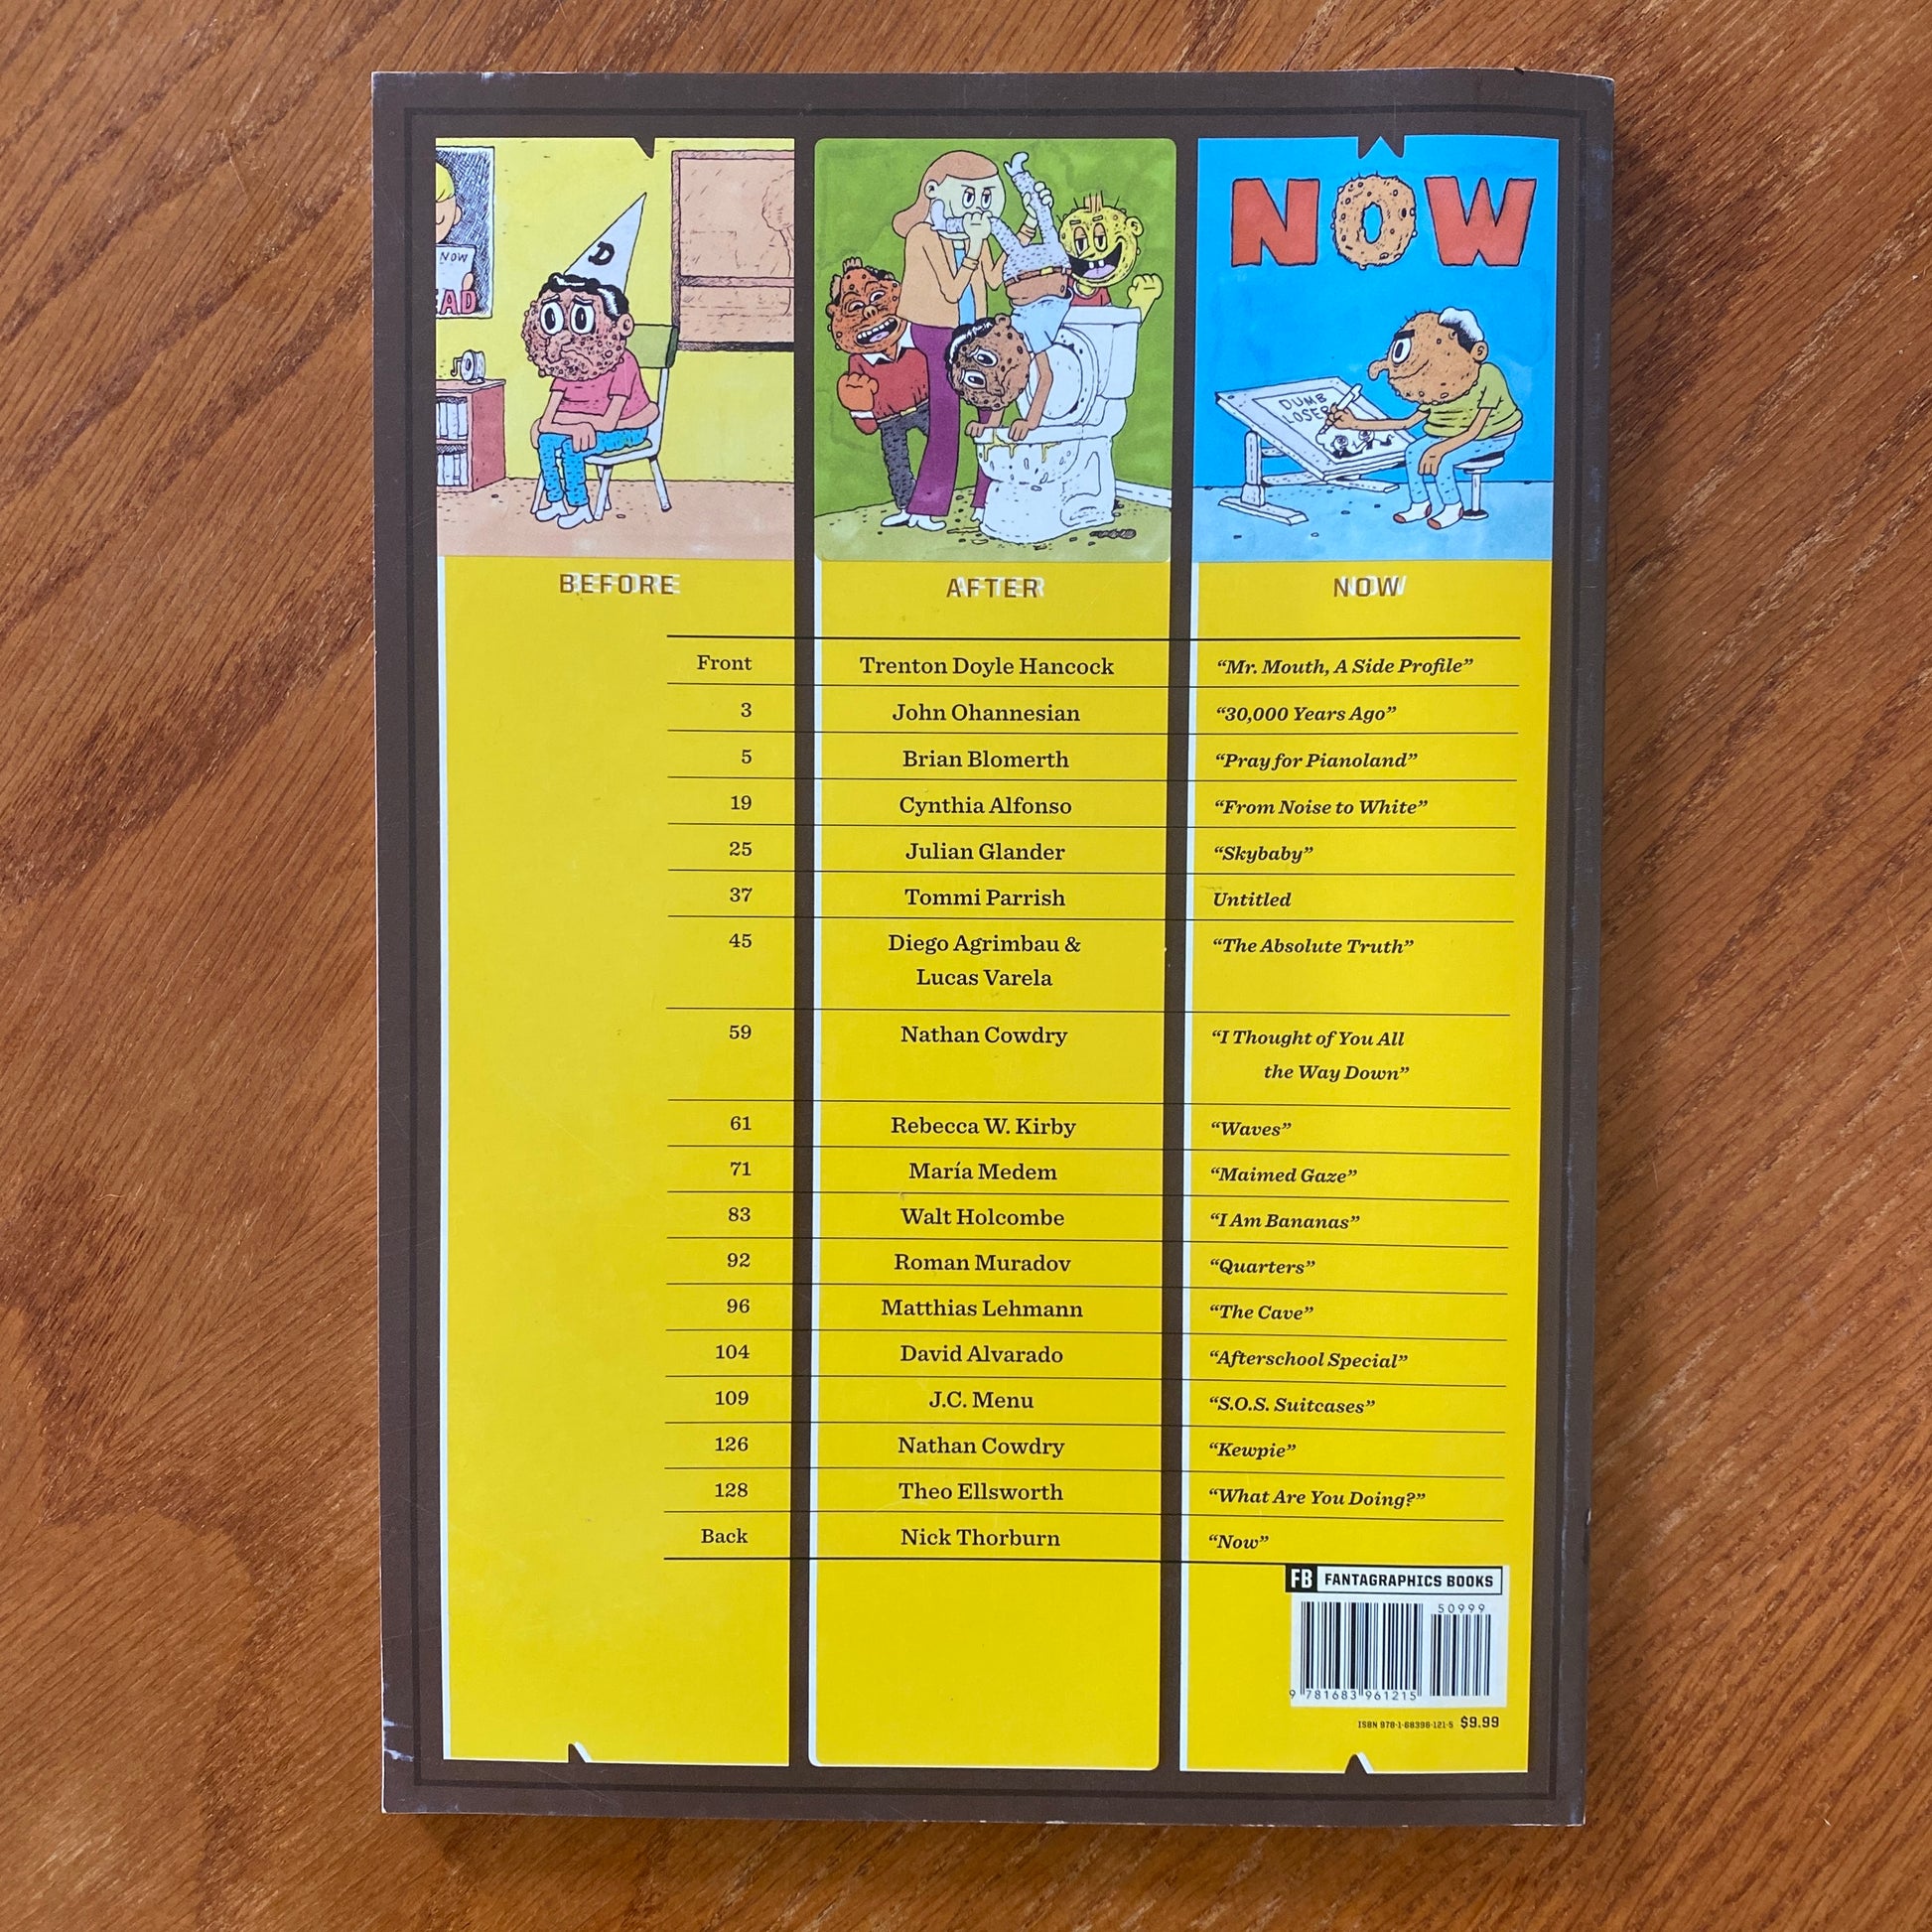 NOW
EAD
D
NOW
DUMB
LOSER
BEFORE AFTER NOW
Front Trenton Doyle Hancock “Mr. Mouth, A Side Profile”
3 John Ohannesian “30,000 Years Ago”
5 Brian Blomerth “Pray for Pianoland”
19 Cynthia Alfonso “From Noise to White”
25 Julian Glander “Skybaby”
37 Tommi Parrish Untitled
45 Diego Agrimbau & “The Absolute Truth”
Lucas Varela
59 Nathan Cowdry “I Thought of You All
the Way Down”
61 Rebecca W. Kirby “Waves”
71 María Medem “Maimed Gaze”
83 Walt Holcombe “I Am Bananas”
92 Roman Muradov “Quarters”
96 Matthias Lehmann “The Cave”
104 David Alvarado “Afterschool Special”
109 J.C. Menu “S.O.S. Suitcases”
126 Nathan Cowdry “Kewpie”
128 Theo Ellsworth “What Are You Doing?”
Back Nick Thorburn “Now”
FB FANTAGRAPHICS BOOKS
50999
9 781683 961215
ISBN 978-1-68396-121-5 $9.99